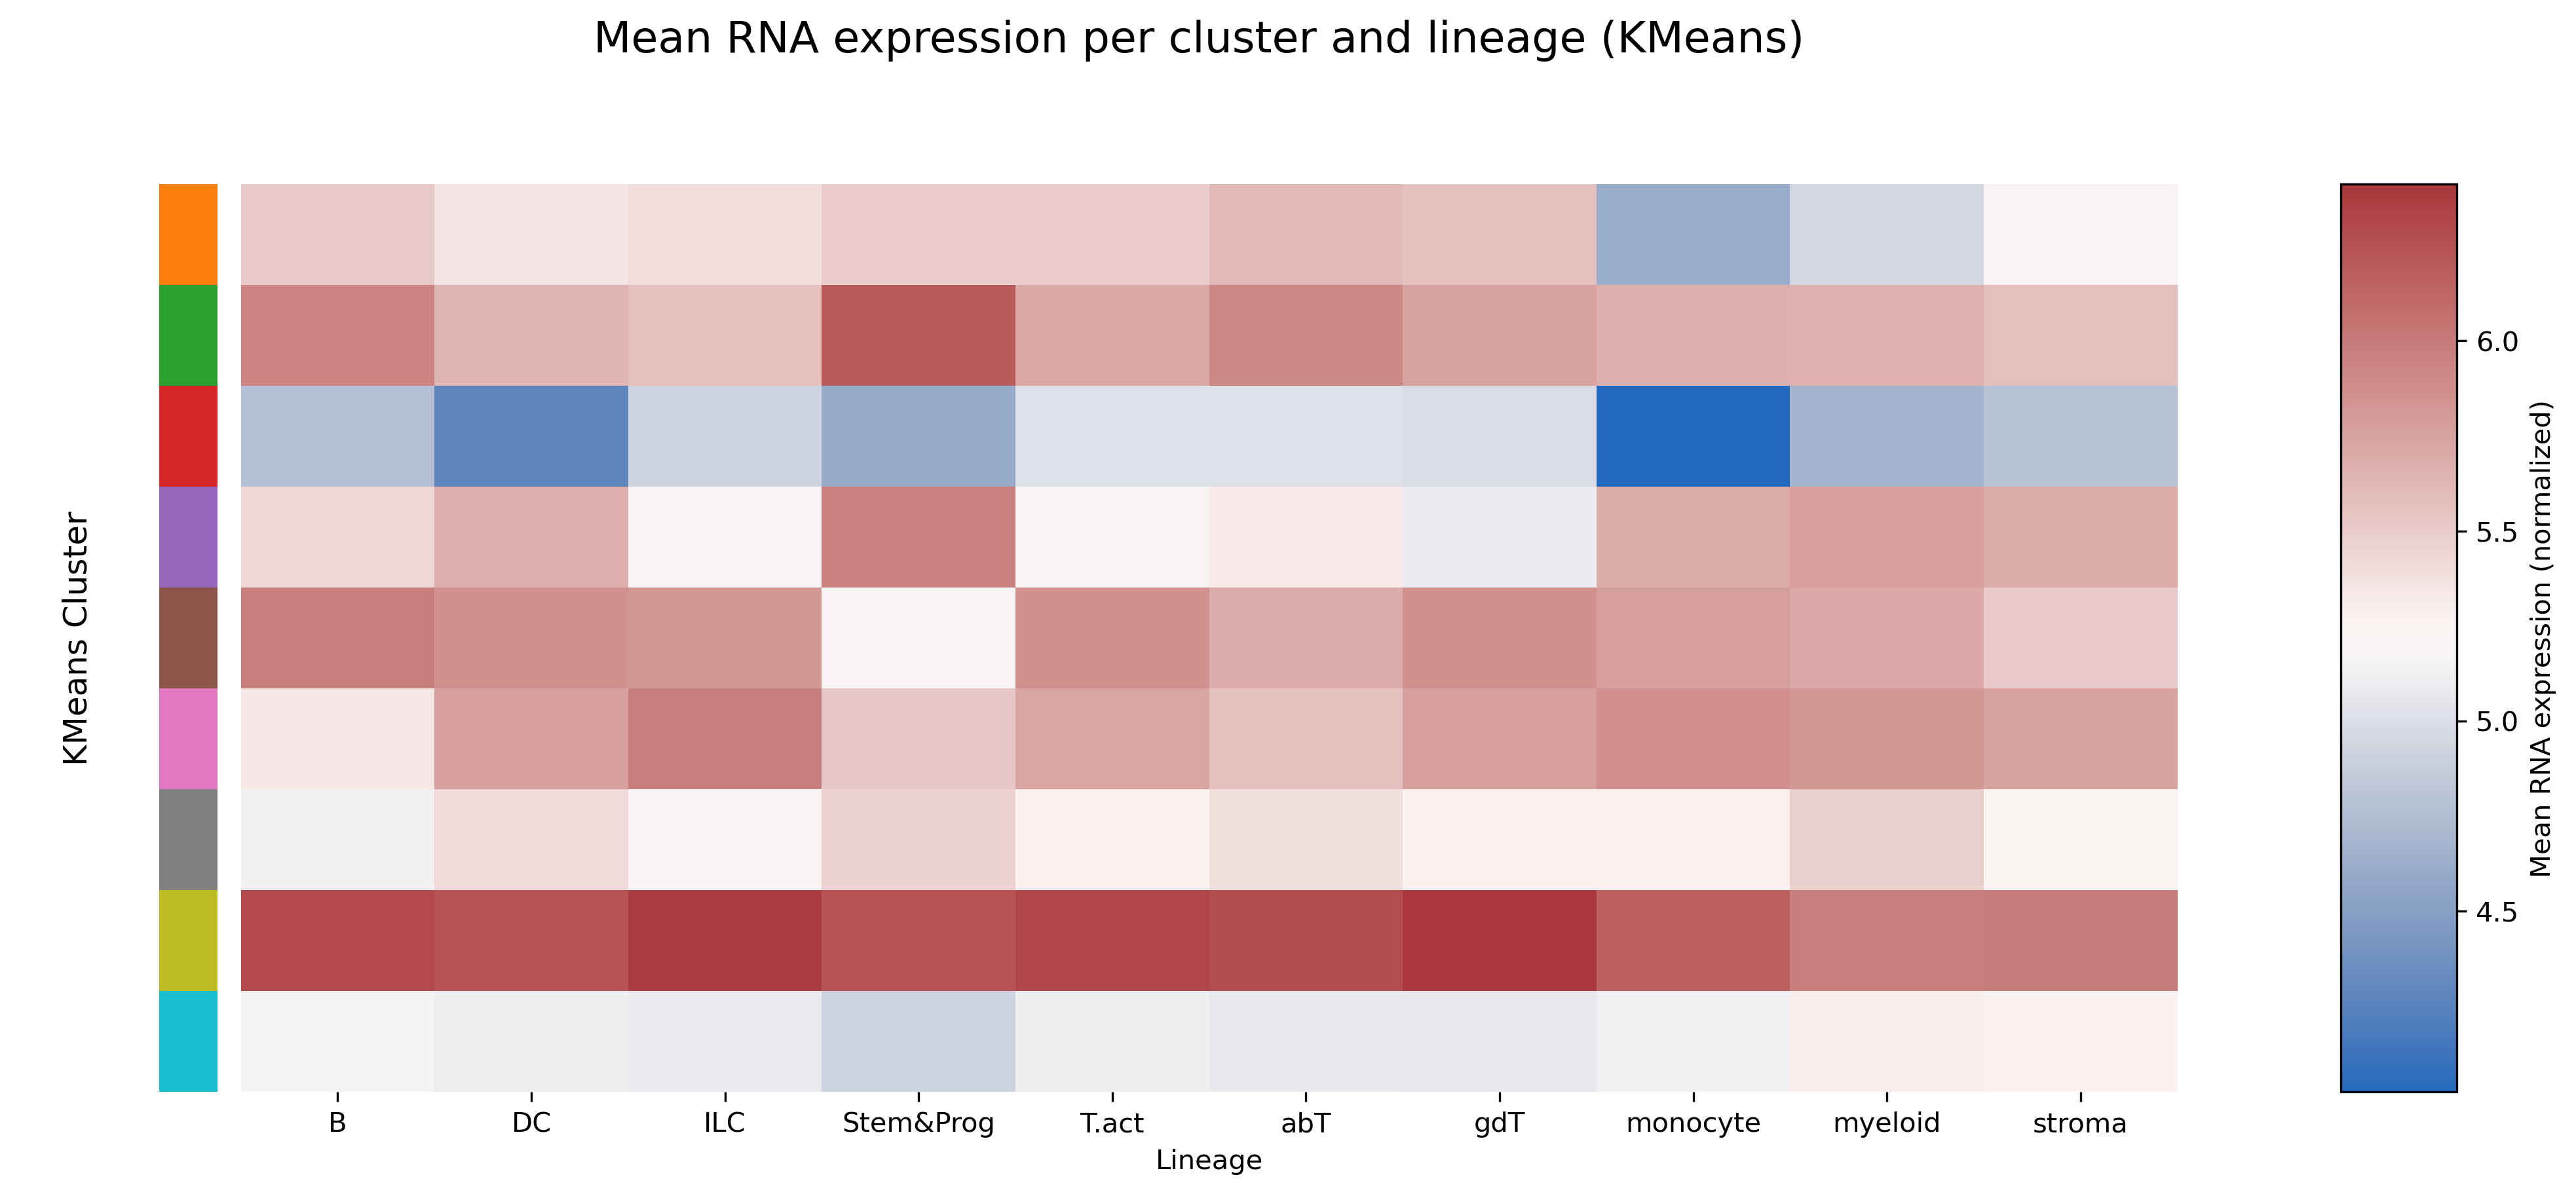 Mean RNA expression per cluster and lineage (KMeans)
KMeans Cluster
B DC ILC Stem&Prog T.act abT gdT monocyte myeloid stroma
Lineage
6.0
5.5
5.0
4.5
Mean RNA expression (normalized)